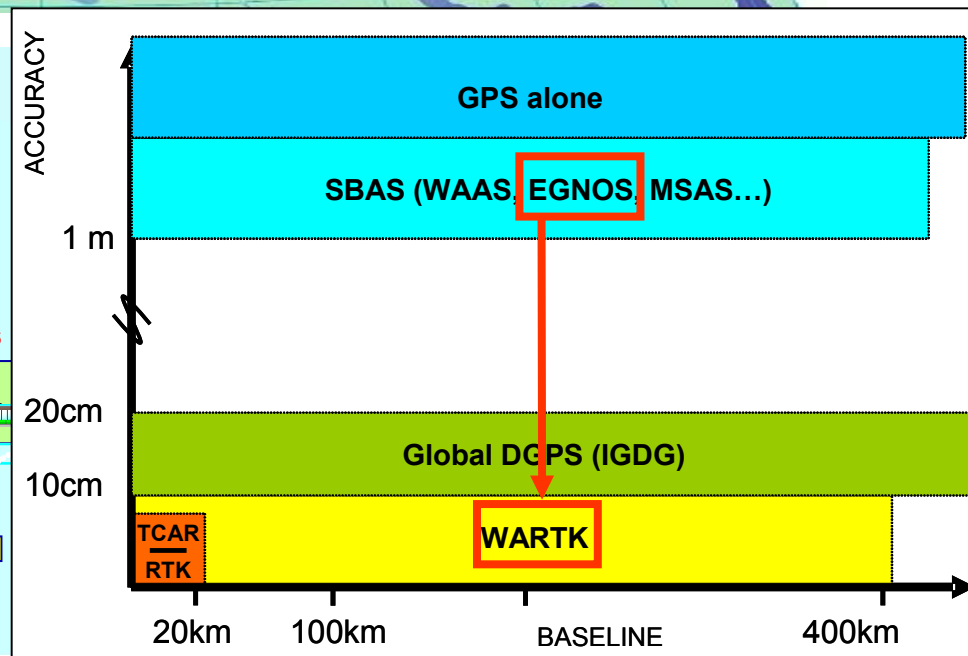 ACCURACY
GPS alone
SBAS (WAAS, EGNOS, MSAS...)
1 m
20cm
Global DGPS (IGDG)
10cm
WARTK
TCAR
RTK
20km 100km BASELINE 400km